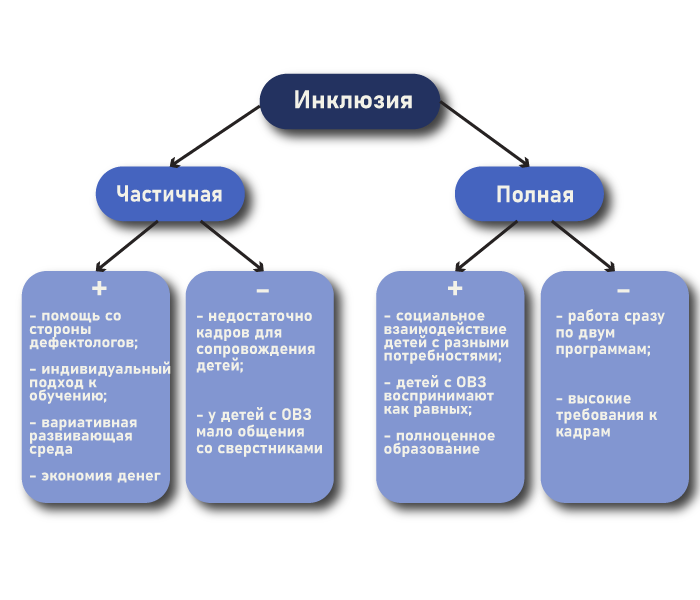 Инклюзия
Частичная
Полная
+
- помощь со
стороны
дефектологов;
- индивидуальный
подход к
обучению;
- вариативная
развивающая
среда
- экономия денег
–
- недостаточно
кадров для
сопровождения
детей;
- у детей с ОВЗ
мало общения
со сверстниками
+
- социальное
взаимодействие
детей с разными
потребностями;
- детей с ОВЗ
воспринимают
как равных;
- полноценное
образование
–
- работа сразу
по двум
программам;
- высокие
требования к
кадрам